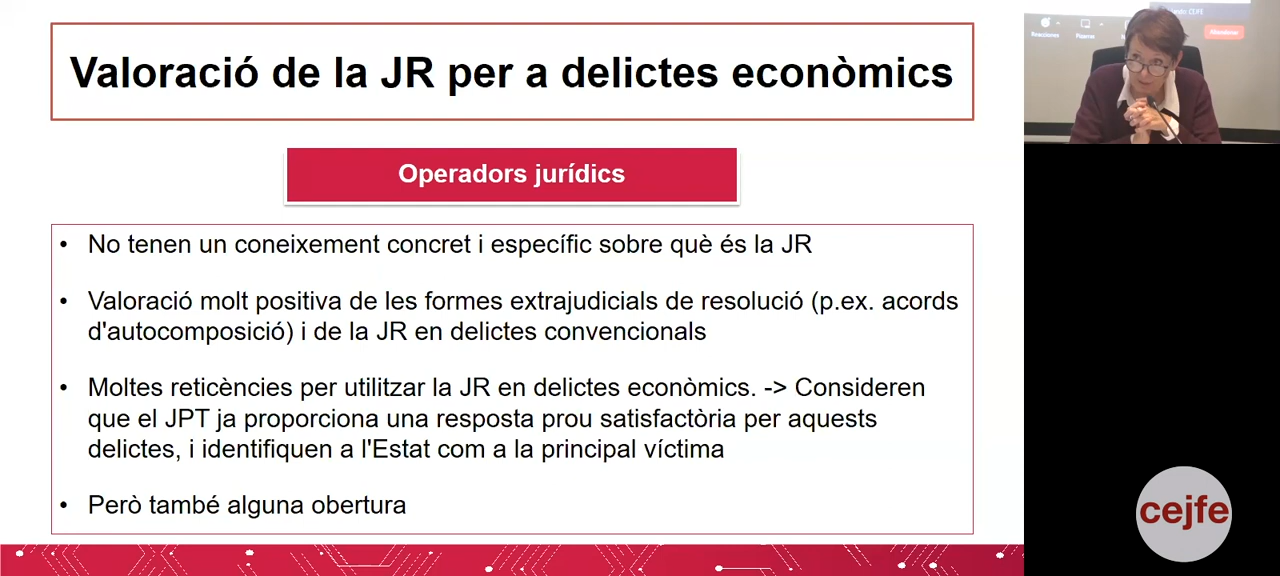 Valoració de la JR per a delictes econòmics
Operadors jurídics
• No tenen un coneixement concret i específic sobre què és la JR
• Valoració molt positiva de les formes extrajudicials de resolució (p.ex. acords
d'autocomposició) i de la JR en delictes convencionals
• Moltes reticències per utilitzar la JR en delictes econòmics. -> Consideren
que el JPT ja proporciona una resposta prou satisfactòria per aquests
delictes, i identifiquen a l'Estat com a la principal víctima
• Però també alguna obertura
CEJFE
Reacciones
Abandonar
cejfe